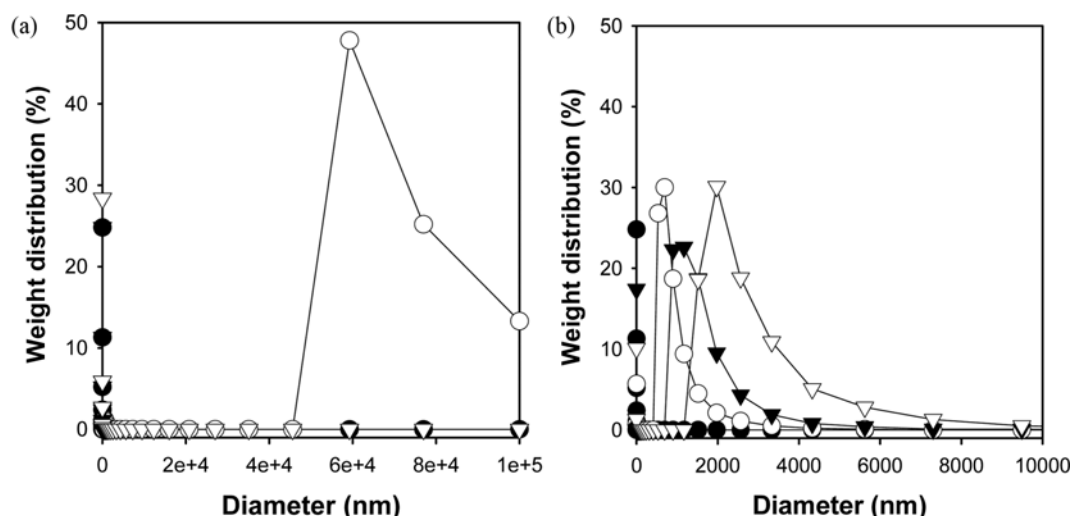 (a)
50
40
30
20
10
0
Weight distribution (%)
0 2e+4 4e+4 6e+4 8e+4 1e+5
Diameter (nm)
(b)
50
40
30
20
10
0
Weight distribution (%)
0 2000 4000 6000 8000 10000
Diameter (nm)